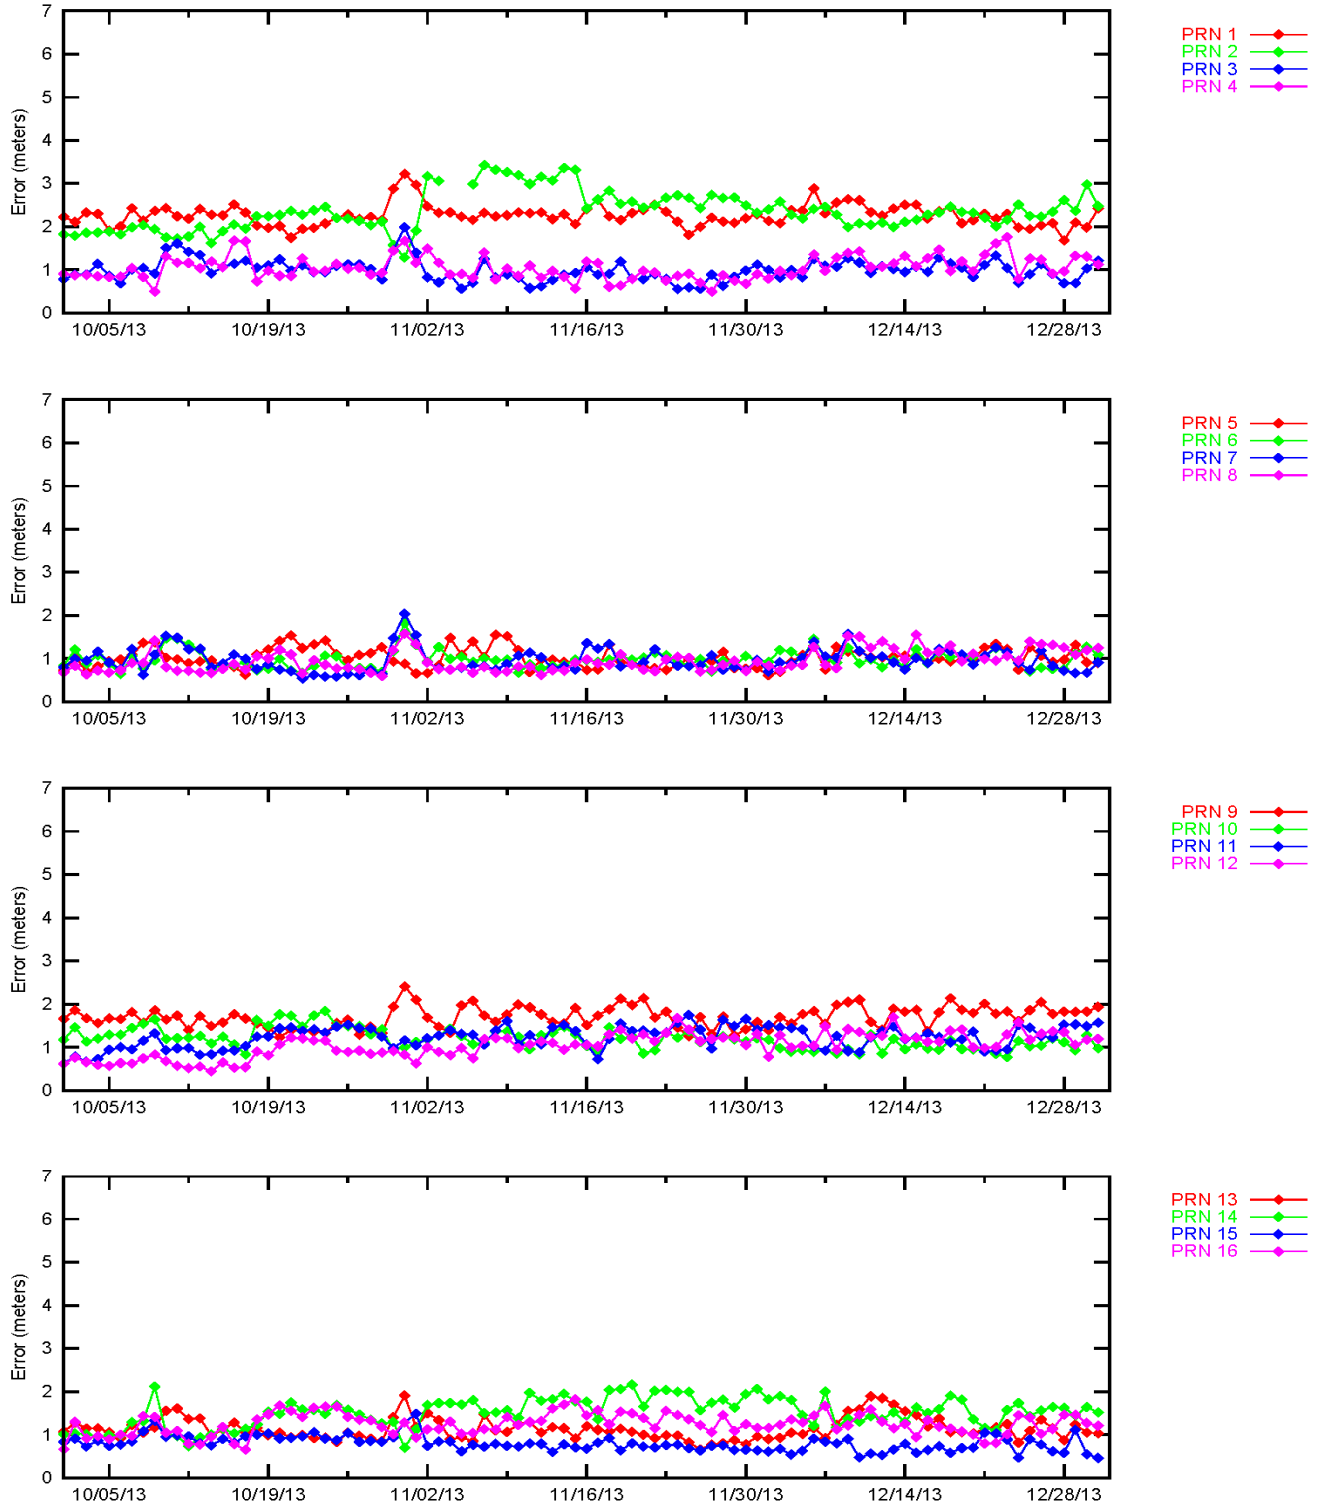 7
6
5
4
3
2
1
0
Error (meters)
10/05/13 10/19/13 11/02/13 11/16/13 11/30/13 12/14/13 12/28/13
PRN 1
PRN 2
PRN 3
PRN 4
7
6
5
4
3
2
1
0
Error (meters)
10/05/13 10/19/13 11/02/13 11/16/13 11/30/13 12/14/13 12/28/13
PRN 5
PRN 6
PRN 7
PRN 8
7
6
5
4
3
2
1
0
Error (meters)
10/05/13 10/19/13 11/02/13 11/16/13 11/30/13 12/14/13 12/28/13
PRN 9
PRN 10
PRN 11
PRN 12
7
6
5
4
3
2
1
0
Error (meters)
10/05/13 10/19/13 11/02/13 11/16/13 11/30/13 12/14/13 12/28/13
PRN 13
PRN 14
PRN 15
PRN 16